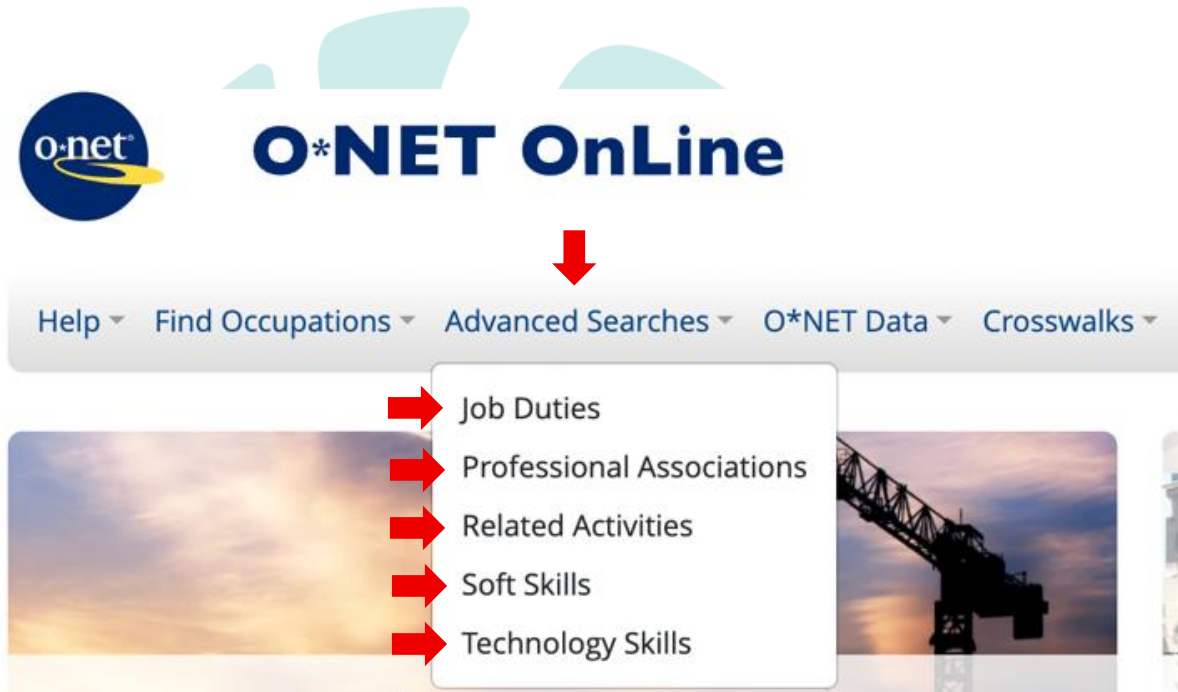 o*net®
O*NET OnLine
Help Find Occupations Advanced Searches O*NET Data Crosswalks
Job Duties
Professional Associations
Related Activities
Soft Skills
Technology Skills